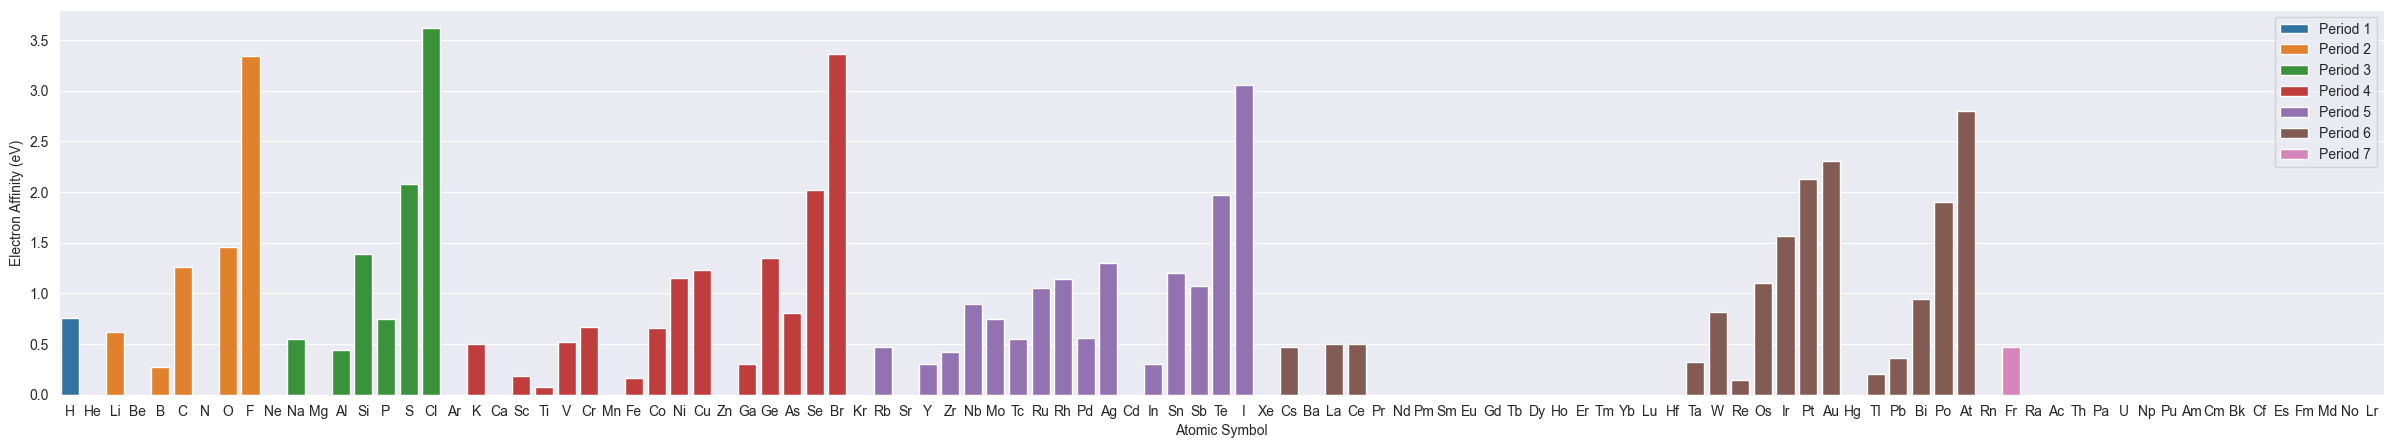 Electron Affinity (eV)
3.5
3.0
2.5
2.0
1.5
1.0
0.5
0.0
Period 1
Period 2
Period 3
Period 4
Period 5
Period 6
Period 7
H He Li Be B C N O F Ne Na Mg Al Si P S Cl Ar K Ca Sc Ti V Cr Mn Fe Co Ni Cu Zn Ga Ge As Se Br Kr Rb Sr Y Zr Nb Mo Tc Ru Rh Pd Ag Cd In Sn Sb Te I Xe Cs Ba La Ce Pr Nd Pm Sm Eu Gd Tb Dy Ho Er Tm Yb Lu Hf Ta W Re Os Ir Pt Au Hg Tl Pb Bi Po At Rn Fr Ra Ac Th Pa U Np Pu Am Cm Bk Cf Es Fm Md No Lr
Atomic Symbol